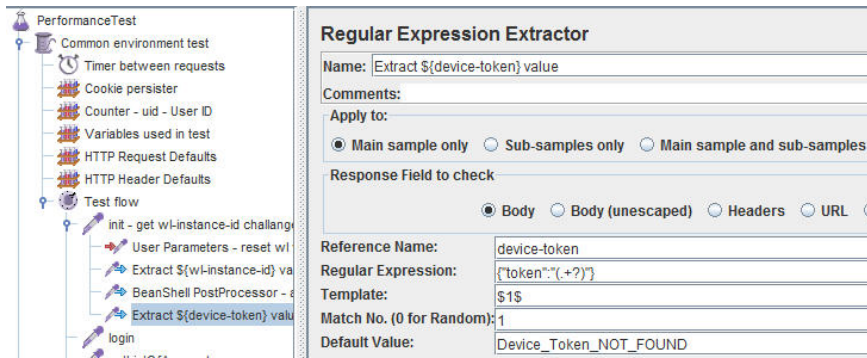 PerformanceTest
Common environment test
Timer between requests
Cookie persister
Counter - uid - User ID
Variables used in test
HTTP Request Defaults
HTTP Header Defaults
Test flow
init - get wl-instance-id challange
User Parameters - reset wl
Extract ${wl-instance-id} va
BeanShell PostProcessor - a
Extract ${device-token} valu
login
Regular Expression Extractor
Name: Extract ${device-token} value
Comments:
Apply to:
Main sample only Sub-samples only Main sample and sub-samples
Response Field to check
Body Body (unescaped) Headers URL
Reference Name: device-token
Regular Expression: {"token":"(.+?)"}
Template: $1$
Match No. (0 for Random): 1
Default Value: Device_Token_NOT_FOUND